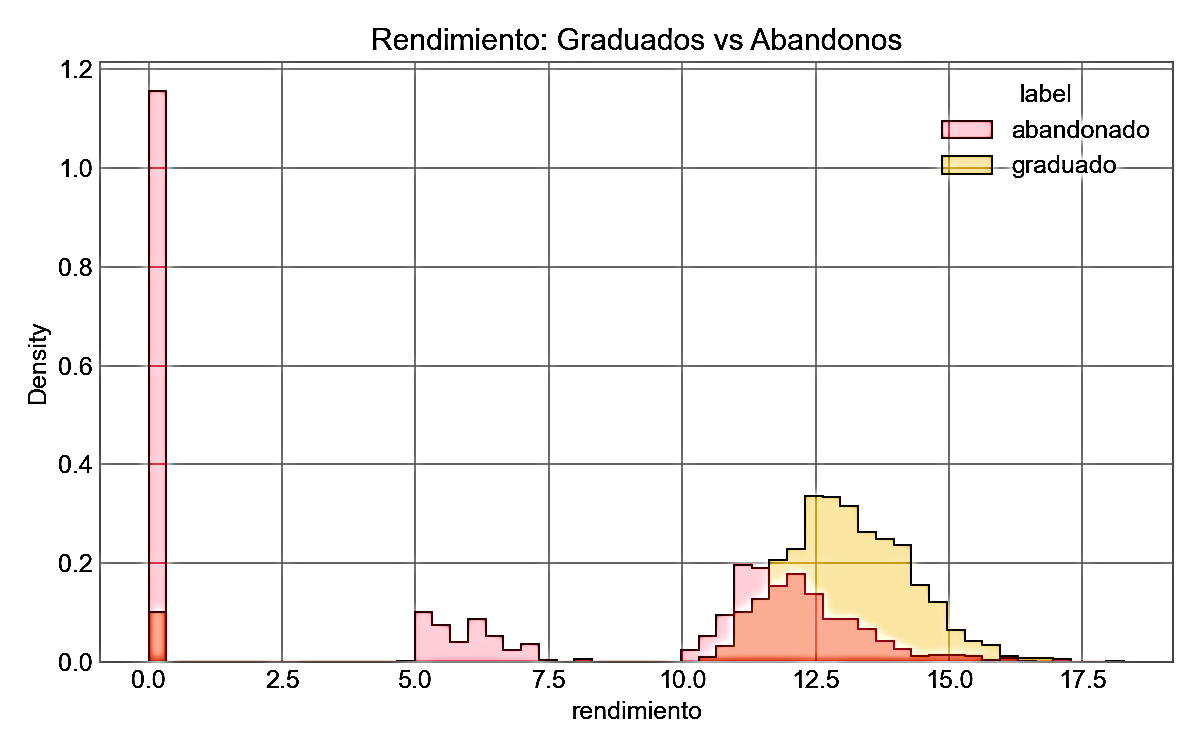 Rendimiento: Graduados vs Abandonos
1.2
1.0
0.8
0.6
0.4
0.2
0.0
Density
label
abandonado
graduado
0.0 2.5 5.0 7.5 10.0 12.5 15.0 17.5
rendimiento